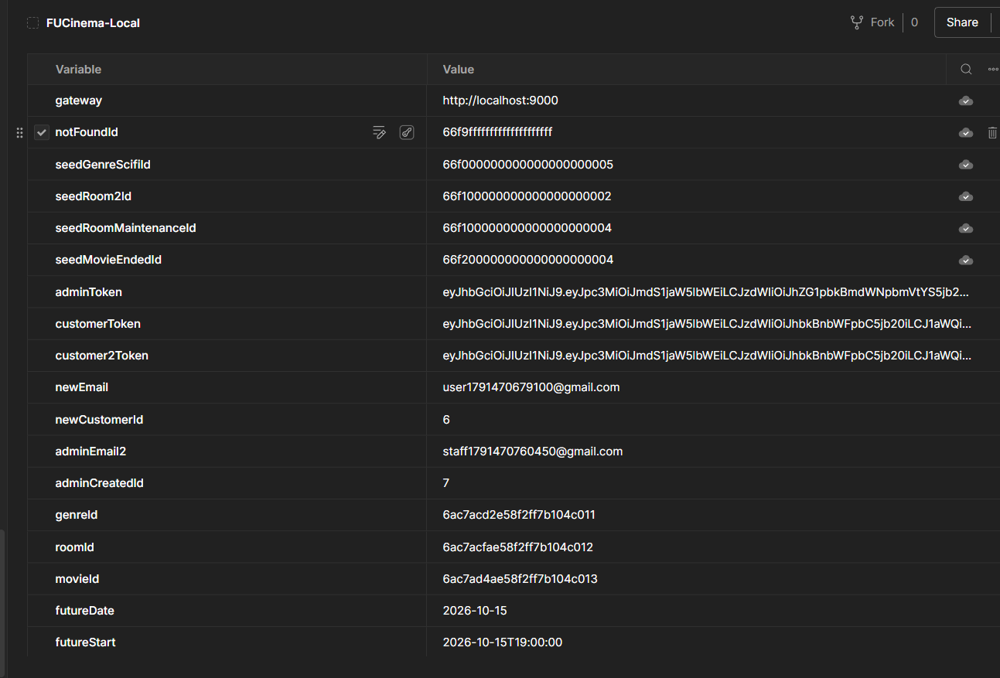 FUCinema-Local
Fork 0 Share
Variable Value
gateway http://localhost:9000
notFoundId 66f9ffffffffffffffffffff
seedGenreScifiId 66f000000000000000000005
seedRoom2Id 66f100000000000000000002
seedRoomMaintenanceId 66f100000000000000000004
seedMovieEndedId 66f200000000000000000004
adminToken eyJhbGciOiJIUzI1NiJ9.eyJpc3MiOiJmdS1jaW5lbWEiLCJzdWIiOiJhZG1pbkBmdWNpbmVtYS5jb2...
customerToken eyJhbGciOiJIUzI1NiJ9.eyJpc3MiOiJmdS1jaW5lbWEiLCJzdWIiOiJhbkBnbWFpbC5jb20iLCJ1aWQi...
customer2Token eyJhbGciOiJIUzI1NiJ9.eyJpc3MiOiJmdS1jaW5lbWEiLCJzdWIiOiJhbkBnbWFpbC5jb20iLCJ1aWQi...
newEmail user1791470679100@gmail.com
newCustomerId 6
adminEmail2 staff1791470760450@gmail.com
adminCreatedId 7
genreId 6ac7acd2e58f2ff7b104c011
roomId 6ac7acfae58f2ff7b104c012
movieId 6ac7ad4ae58f2ff7b104c013
futureDate 2026-10-15
futureStart 2026-10-15T19:00:00